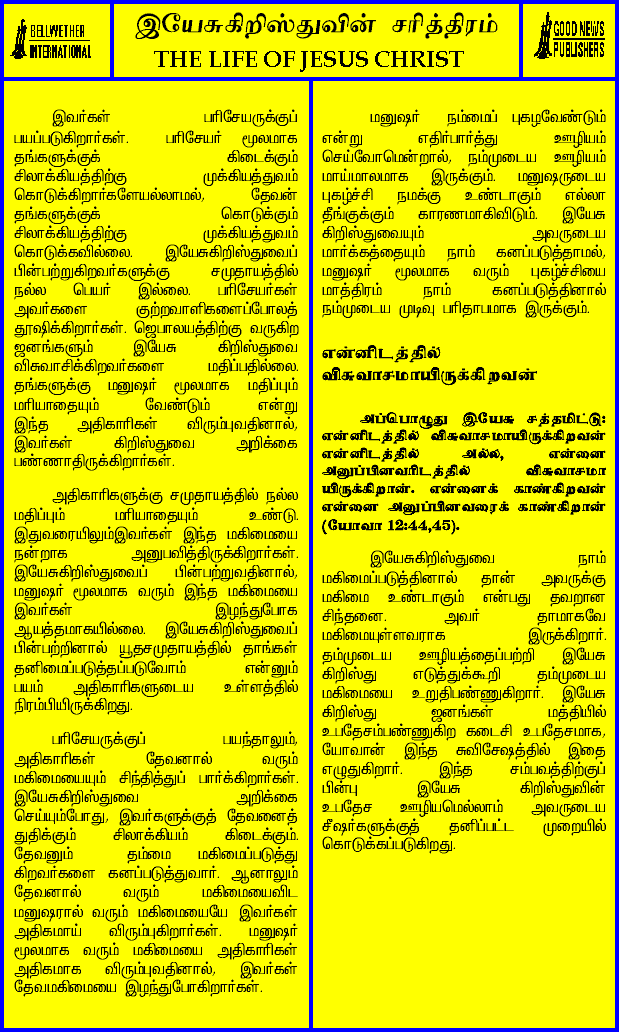 BELLWETHER
INTERNATIONAL
இயேசுகிறிஸ்துவின் சரித்திரம்
THE LIFE OF JESUS CHRIST
GOOD NEWS
PUBLISHERS
இவர்கள் பரிசேயருக்குப்
பயப்படுகிறார்கள். பரிசேயர் மூலமாக
தங்களுக்குக் கிடைக்கும்
சிலாக்கியத்திற்கு முக்கியத்துவம்
கொடுக்கிறார்களேயல்லாமல், தேவன்
தங்களுக்குக் கொடுக்கும்
சிலாக்கியத்திற்கு முக்கியத்துவம்
கொடுக்கவில்லை. இயேசுகிறிஸ்துவைப்
பின்பற்றுகிறவர்களுக்கு சமுதாயத்தில்
நல்ல பெயர் இல்லை. பரிசேயர்கள்
அவர்களை குற்றவாளிகளைப்போலத்
தூஷிக்கிறார்கள். ஜெபாலயத்திற்கு வருகிற
ஜனங்களும் இயேசு கிறிஸ்துவை
விசுவாசிக்கிறவர்களை மதிப்பதில்லை.
தங்களுக்கு மனுஷர் மூலமாக மதிப்பும்
மரியாதையும் வேண்டும் என்று
இந்த அதிகாரிகள் விரும்புவதினால்,
இவர்கள் கிறிஸ்துவை அறிக்கை
பண்ணாதிருக்கிறார்கள்.
அதிகாரிகளுக்கு சமுதாயத்தில் நல்ல
மதிப்பும் மரியாதையும் உண்டு.
இதுவரையிலும்இவர்கள் இந்த மகிமையை
நன்றாக அனுபவித்திருக்கிறார்கள்.
இயேசுகிறிஸ்துவைப் பின்பற்றுவதினால்,
மனுஷர் மூலமாக வரும் இந்த மகிமையை
இவர்கள் இழந்துபோக
ஆயத்தமாகயில்லை. இயேசுகிறிஸ்துவைப்
பின்பற்றினால் யூதசமுதாயத்தில் தாங்கள்
தனிமைப்படுத்தப்படுவோம் என்னும்
பயம் அதிகாரிகளுடைய உள்ளத்தில்
நிரம்பியிருக்கிறது.
பரிசேயருக்குப் பயந்தாலும்,
அதிகாரிகள் தேவனால் வரும்
மகிமையையும் சிந்தித்துப் பார்க்கிறார்கள்.
இயேசுகிறிஸ்துவை அறிக்கை
செய்யும்போது, இவர்களுக்குத் தேவனைத்
துதிக்கும் சிலாக்கியம் கிடைக்கும்.
தேவனும் தம்மை மகிமைப்படுத்து
கிறவர்களை கனப்படுத்துவார். ஆனாலும்
தேவனால் வரும் மகிமையைவிட
மனுஷரால் வரும் மகிமையையே இவர்கள்
அதிகமாய் விரும்புகிறார்கள். மனுஷர்
மூலமாக வரும் மகிமையை அதிகாரிகள்
அதிகமாக விரும்புவதினால், இவர்கள்
தேவமகிமையை இழந்துபோகிறார்கள்.
மனுஷர் நம்மைப் புகழவேண்டும்
என்று எதிர்பார்த்து ஊழியம்
செய்வோமென்றால், நம்முடைய ஊழியம்
மாய்மாலமாக இருக்கும். மனுஷருடைய
புகழ்ச்சி நமக்கு உண்டாகும் எல்லா
தீங்குக்கும் காரணமாகிவிடும். இயேசு
கிறிஸ்துவையும் அவருடைய
மார்க்கத்தையும் நாம் கனப்படுத்தாமல்,
மனுஷர் மூலமாக வரும் புகழ்ச்சியை
மாத்திரம் நாம் கனப்படுத்தினால்
நம்முடைய முடிவு பரிதாபமாக இருக்கும்.
என்னிடத்தில்
விசுவாசமாயிருக்கிறவன்
அப்பொழுது இயேசு சத்தமிட்டு:
என்னிடத்தில் விசுவாசமாயிருக்கிறவன்
என்னிடத்தில் அல்ல, என்னை
அனுப்பினவரிடத்தில் விசுவாசமா
யிருக்கிறான். என்னைக் காண்கிறவன்
என்னை அனுப்பினவரைக் காண்கிறான்
(யோவா 12:44,45).
இயேசுகிறிஸ்துவை நாம்
மகிமைப்படுத்தினால் தான் அவருக்கு
மகிமை உண்டாகும் என்பது தவறான
சிந்தனை. அவர் தாமாகவே
மகிமையுள்ளவராக இருக்கிறார்.
தம்முடைய ஊழியத்தைப்பற்றி இயேசு
கிறிஸ்து எடுத்துக்கூறி தம்முடைய
மகிமையை உறுதிபண்ணுகிறார். இயேசு
கிறிஸ்து ஜனங்கள் மத்தியில்
உபதேசம்பண்ணுகிற கடைசி உபதேசமாக,
யோவான் இந்த சுவிசேஷத்தில் இதை
எழுதுகிறார். இந்த சம்பவத்திற்குப்
பின்பு இயேசு கிறிஸ்துவின்
உபதேச ஊழியமெல்லாம் அவருடைய
சீஷர்களுக்குத் தனிப்பட்ட முறையில்
கொடுக்கப்படுகிறது.